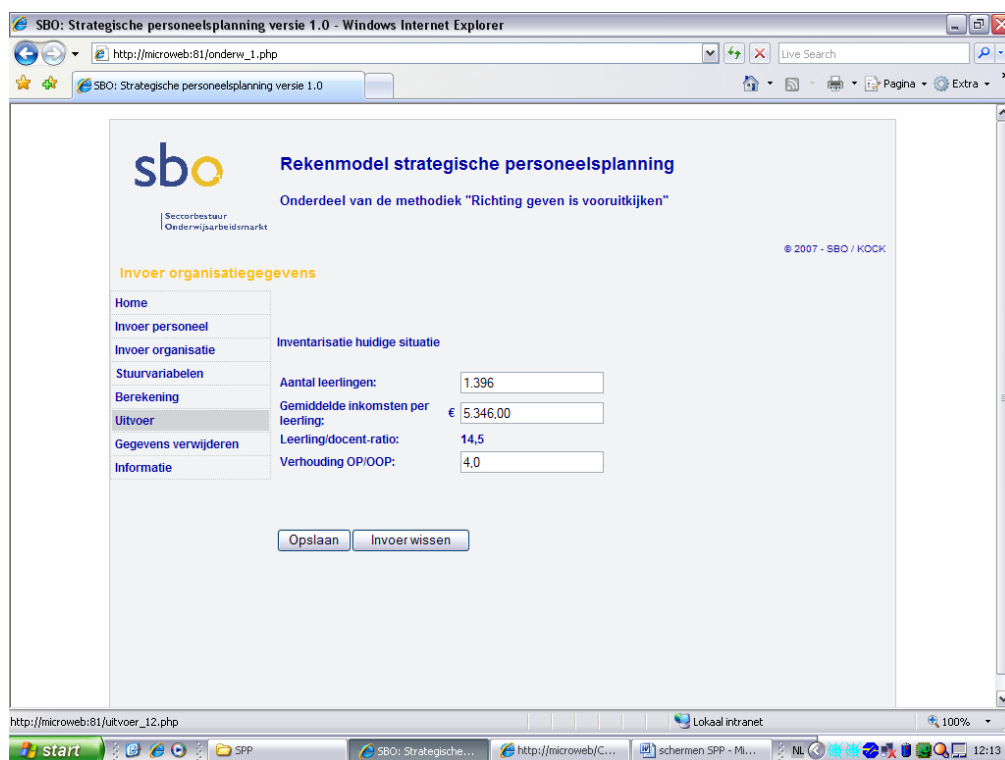 SBO: Strategische personeelsplanning versie 1.0 - Windows Internet Explorer
http://microweb:81/onderw_1.php
Live Search
SBO: Strategische personeelsplanning versie 1.0
Pagina
Extra
sbo
Sectorbestuur
Onderwijsarbeidsmarkt
Rekenmodel strategische personeelsplanning
Onderdeel van de methodiek "Richting geven is vooruitkijken"
© 2007 - SBO / KOCK
Invoer organisatiegegevens
Home
Invoer personeel
Invoer organisatie
Stuurvariabelen
Berekening
Uitvoer
Gegevens verwijderen
Informatie
Inventarisatie huidige situatie
Aantal leerlingen: 1.396
Gemiddelde inkomsten per
leerling: € 5.346,00
Leerling/docent-ratio: 14,5
Verhouding OP/OOP: 4,0
Opslaan Invoer wissen
http://microweb:81/uitvoer_12.php
Lokaal intranet
100%
start
SPP
SBO: Strategische...
http://microweb/C...
schermen SPP - Mi...
NL
12:13